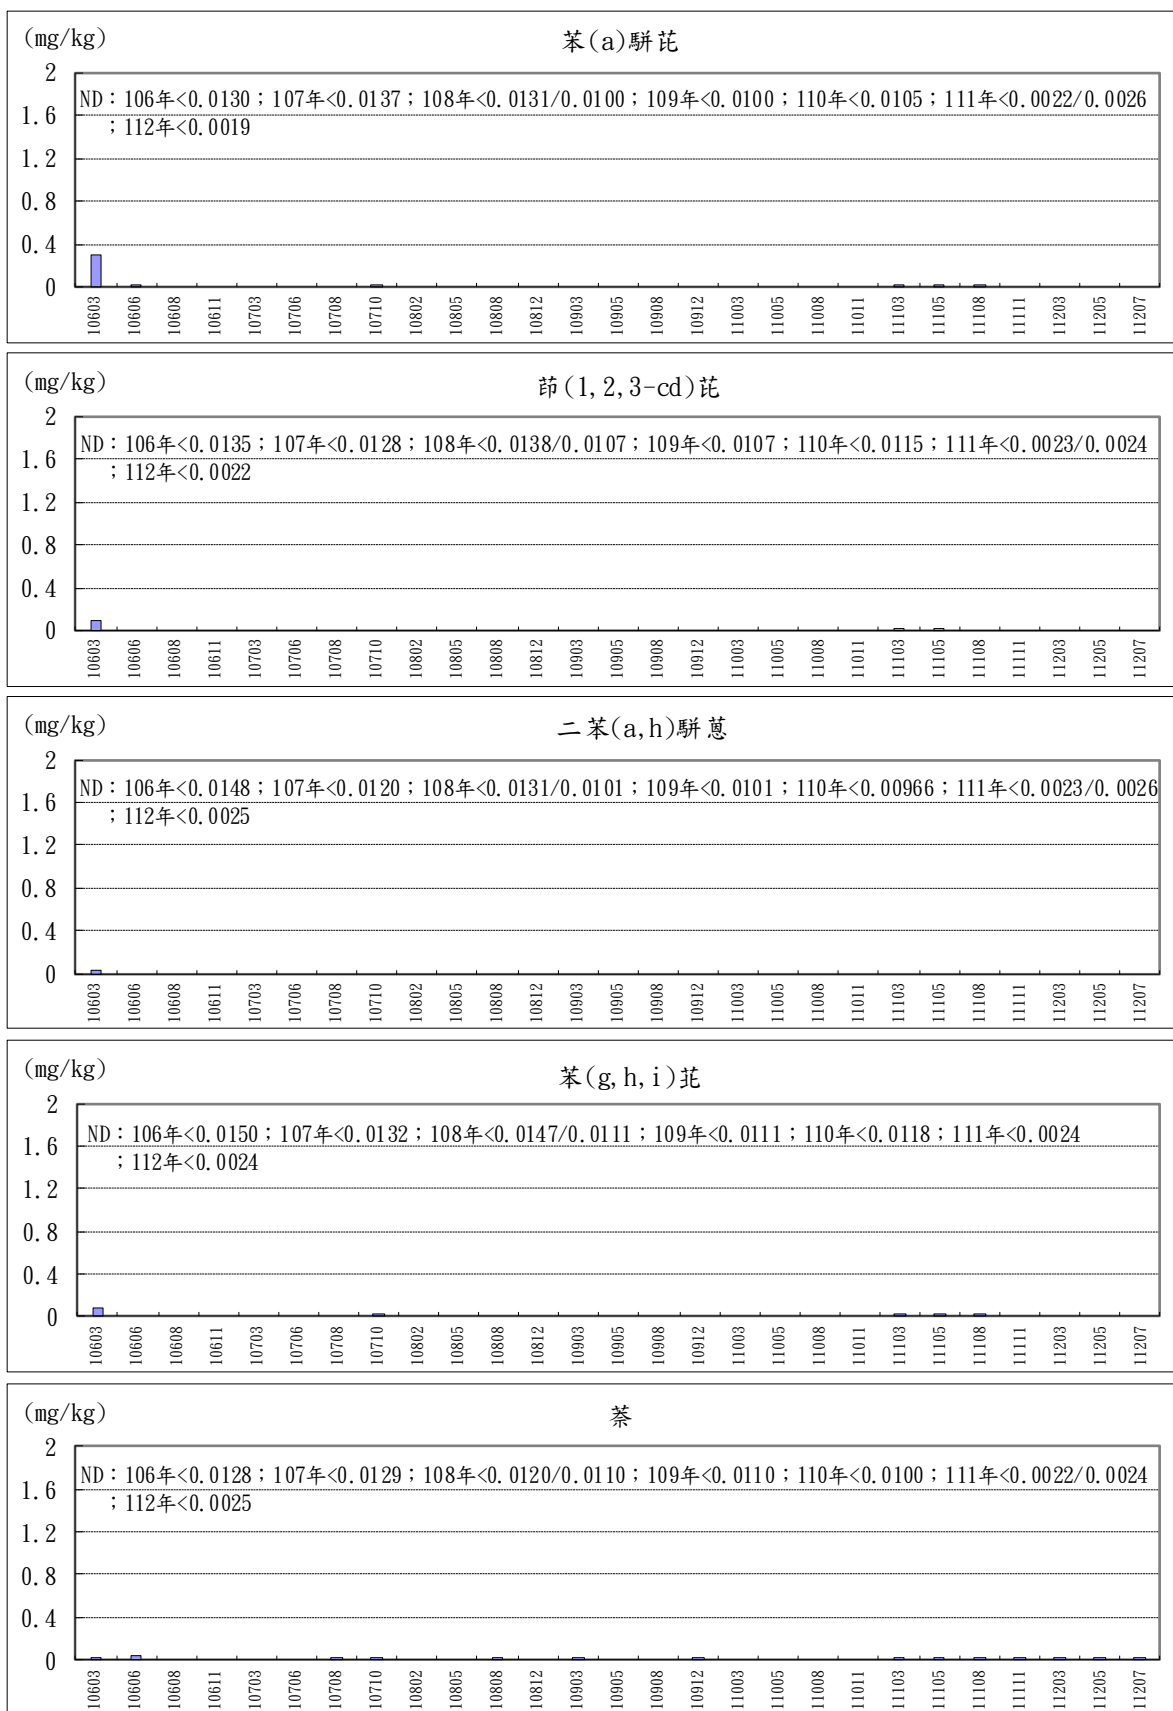 (mg/kg)
苯(a)駢芘
2
ND：106年<0.0130；107年<0.0137；108年<0.0131/0.0100；109年<0.0100；110年<0.0105；111年<0.0022/0.0026
1.6
；112年<0.0019
1.2
0.8
0.4
0
10603 10606 10608 10611 10703 10706 10708 10710 10802 10805 10808 10812 10903 10905 10908 10912 11003 11005 11008 11011 11103 11105 11108 11111 11203 11205 11207
(mg/kg)
茚(1,2,3-cd)芘
2
ND：106年<0.0135；107年<0.0128；108年<0.0138/0.0107；109年<0.0107；110年<0.0115；111年<0.0023/0.0024
1.6
；112年<0.0022
1.2
0.8
0.4
0
10603 10606 10608 10611 10703 10706 10708 10710 10802 10805 10808 10812 10903 10905 10908 10912 11003 11005 11008 11011 11103 11105 11108 11111 11203 11205 11207
(mg/kg)
二苯(a,h)駢蒽
2
ND：106年<0.0148；107年<0.0120；108年<0.0131/0.0101；109年<0.0101；110年<0.00966；111年<0.0023/0.0026
1.6
；112年<0.0025
1.2
0.8
0.4
0
10603 10606 10608 10611 10703 10706 10708 10710 10802 10805 10808 10812 10903 10905 10908 10912 11003 11005 11008 11011 11103 11105 11108 11111 11203 11205 11207
(mg/kg)
苯(g,h,i)苝
2
ND：106年<0.0150；107年<0.0132；108年<0.0147/0.0111；109年<0.0111；110年<0.0118；111年<0.0024
1.6
；112年<0.0024
1.2
0.8
0.4
0
10603 10606 10608 10611 10703 10706 10708 10710 10802 10805 10808 10812 10903 10905 10908 10912 11003 11005 11008 11011 11103 11105 11108 11111 11203 11205 11207
(mg/kg)
萘
2
ND：106年<0.0128；107年<0.0129；108年<0.0120/0.0110；109年<0.0110；110年<0.0100；111年<0.0022/0.0024
1.6
；112年<0.0025
1.2
0.8
0.4
0
10603 10606 10608 10611 10703 10706 10708 10710 10802 10805 10808 10812 10903 10905 10908 10912 11003 11005 11008 11011 11103 11105 11108 11111 11203 11205 11207